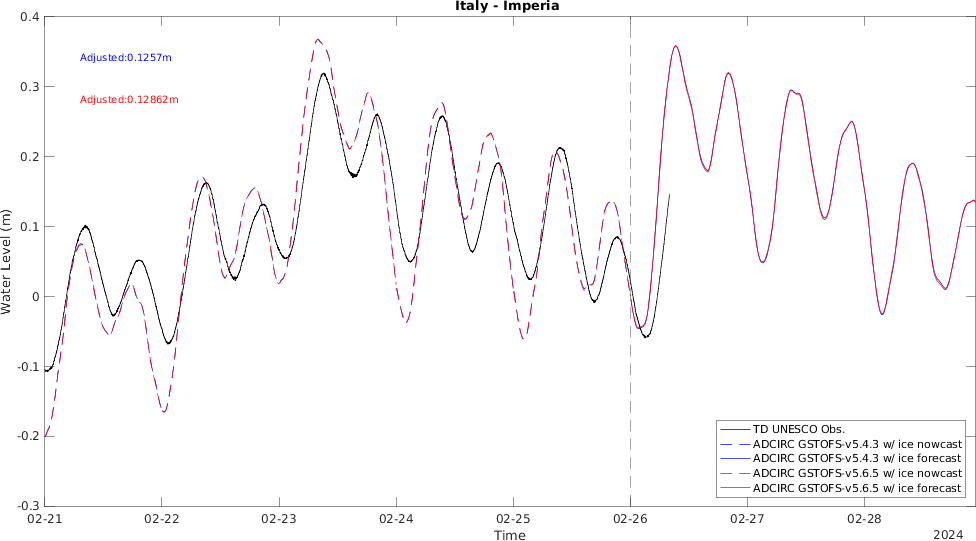 Italy - Imperia
Adjusted:0.1257m
Adjusted:0.12862m
Water Level (m)
0.4
0.3
0.2
0.1
0
-0.1
-0.2
-0.3
TD UNESCO Obs.
ADCIRC GSTOFS-v5.4.3 w/ ice nowcast
ADCIRC GSTOFS-v5.4.3 w/ ice forecast
ADCIRC GSTOFS-v5.6.5 w/ ice nowcast
ADCIRC GSTOFS-v5.6.5 w/ ice forecast
02-21 02-22 02-23 02-24 02-25 02-26 02-27 02-28
Time
2024